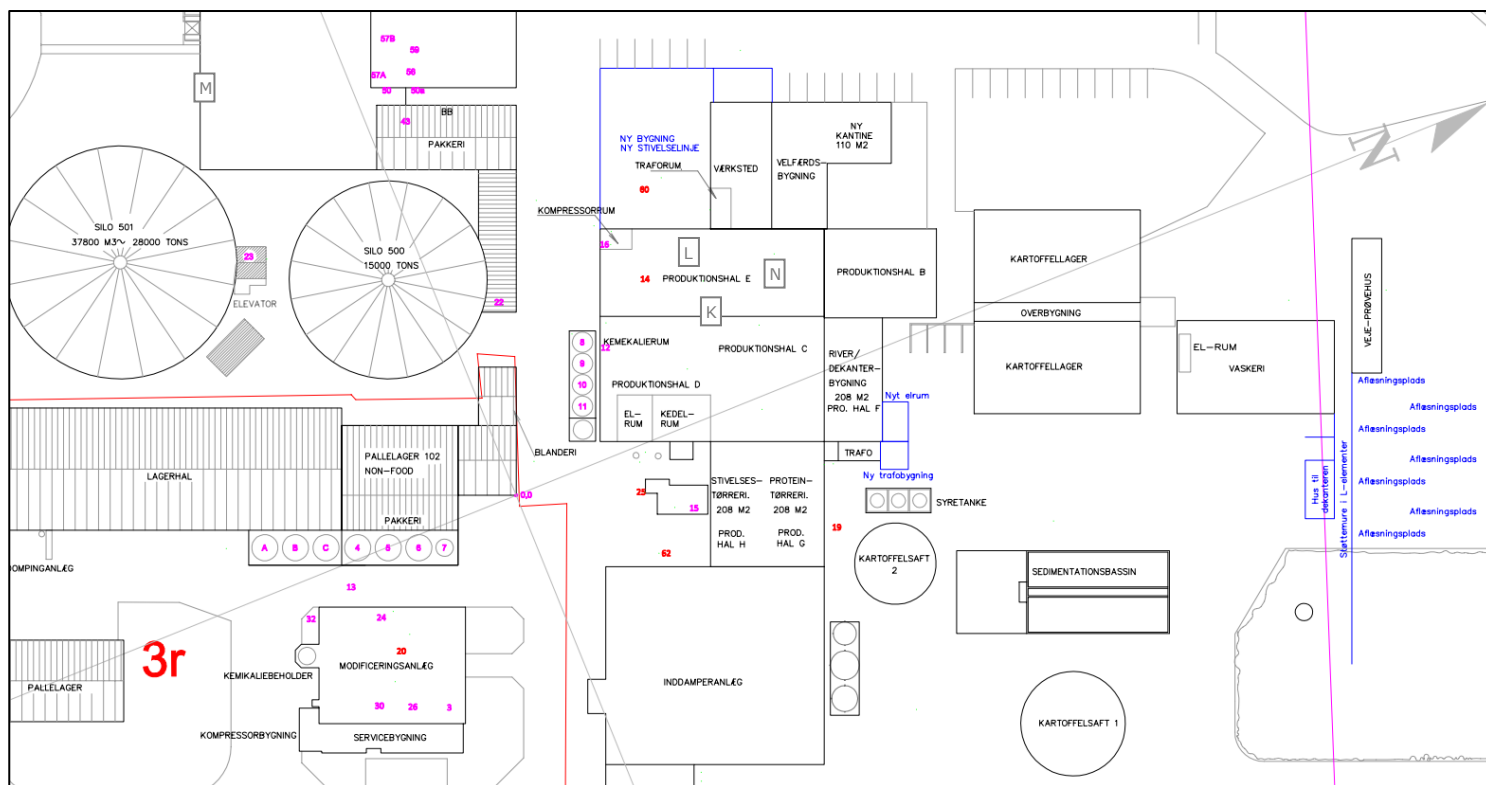 57B
59
57A
56
50
50a
43
BB
PAKKERI
M
NY BYGNING
NY STIVELSELINJE
TRAFORUM
VÆRKSTED
VELFÆRDS-
BYGNING
NY
KANTINE
110 M2
N
60
KOMPRESSORRUM
16
L
N
14
PRODUKTIONSHAL E
PRODUKTIONSHAL B
K
SILO 501
37800 M3~ 28000 TONS
23
ELEVATOR
SILO 500
15000 TONS
22
KARTOFFELLAGER
OVERBYGNING
KARTOFFELLAGER
EL-RUM
VASKERI
VEJE-PRØVEHUS
8
9
10
11
12
KEMEKALIERUM
PRODUKTIONSHAL C
PRODUKTIONSHAL D
EL-
RUM
KEDEL-
RUM
RIVER/
DEKANTER-
BYGNING
208 M2
PRO. HAL F
Nyt elrum
TRAFO
Ny trafobygning
Aflæsningsplads
Aflæsningsplads
Aflæsningsplads
Aflæsningsplads
Aflæsningsplads
Aflæsningsplads
Aflæsningsplads
Hus til
dekanteren
Støttemure i L-elementer
LAGERHAL
PALLELAGER 102
NON-FOOD
PAKKERI
BLANDERI
0,0
A
B
C
4
5
6
7
25
15
62
STIVELSES-
TØRRERI.
208 M2
PROD.
HAL H
PROTEIN-
TØRRERI.
208 M2
PROD.
HAL G
19
SYRETANKE
KARTOFFELSAFT
2
SEDIMENTATIONSBASSIN
OMPINGANLÆG
13
32
24
20
MODIFICERINGSANLÆG
30
26
3
3r
PALLELAGER
KEMIKALIEBEHOLDER
KOMPRESSORBYGNING
SERVICEBYGNING
INDDAMPERANLÆG
KARTOFFELSAFT 1